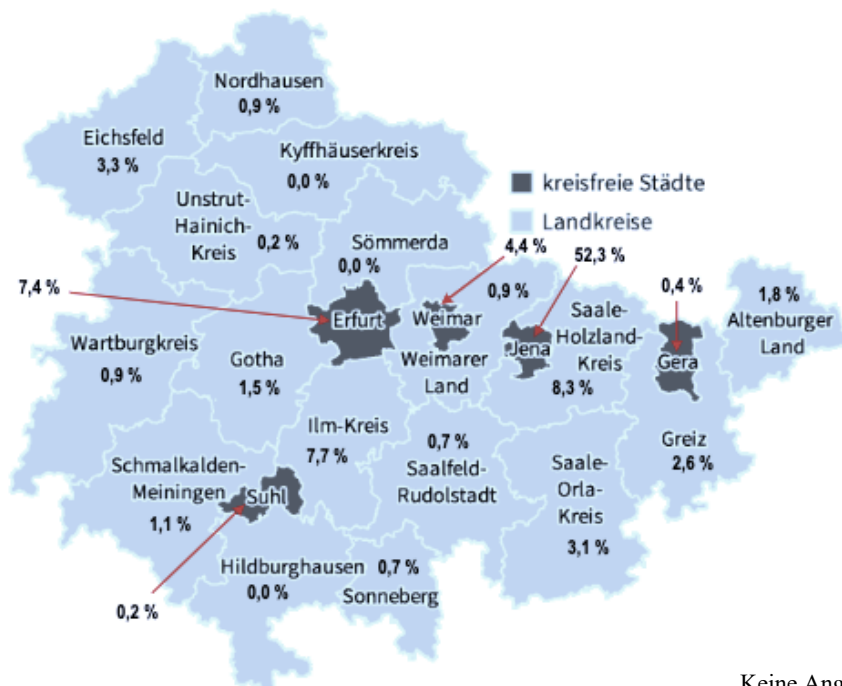 Nordhausen
0,9 %
Eichsfeld
3,3 %
Kyffhäuserkreis
0,0 %
kreisfreie Städte
Landkreise
Unstrut-
Hainich-
Kreis
0,2 %
Sömmerda
0,0 %
4,4 %
52,3 %
7,4 %
0,9 %
0,4 %
1,8 %
Altenburger
Land
Erfurt
Weimar
Jena
Saale-
Holzland-
Kreis
8,3 %
Gera
Wartburgkreis
0,9 %
Gotha
1,5 %
Weimarer
Land
Ilm-Kreis
7,7 %
0,7 %
Saalfeld-
Rudolstadt
Greiz
2,6 %
Schmalkalden-
Meiningen
1,1 %
Suhl
Saale-
Orla-
Kreis
3,1 %
Hildburghausen
0,0 %
0,7 %
Sonneberg
0,2 %
Keine Ang